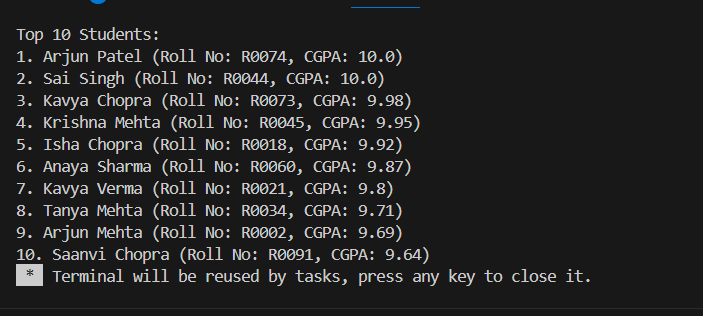 Top 10 Students:
1. Arjun Patel (Roll No: R0074, CGPA: 10.0)
2. Sai Singh (Roll No: R0044, CGPA: 10.0)
3. Kavya Chopra (Roll No: R0073, CGPA: 9.98)
4. Krishna Mehta (Roll No: R0045, CGPA: 9.95)
5. Isha Chopra (Roll No: R0018, CGPA: 9.92)
6. Anaya Sharma (Roll No: R0060, CGPA: 9.87)
7. Kavya Verma (Roll No: R0021, CGPA: 9.8)
8. Tanya Mehta (Roll No: R0034, CGPA: 9.71)
9. Arjun Mehta (Roll No: R0002, CGPA: 9.69)
10. Saanvi Chopra (Roll No: R0091, CGPA: 9.64)
* Terminal will be reused by tasks, press any key to close it.